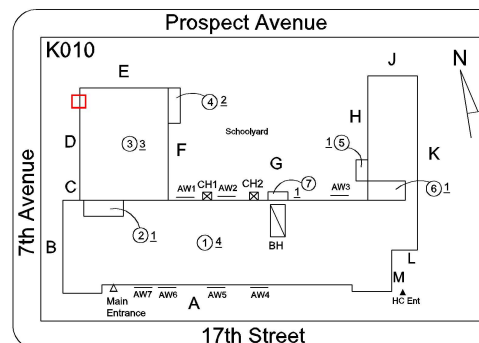 Prospect Avenue
K010
J
N
E
④ 2
H
Schoolyard
D
③ 3
F
1 ⑤
K
G
C
AW1 CH1 AW2 CH2 ⑦ 1 AW3
⑥ 1
7th Avenue
② 1
B
① 4
BH
L
M
Main
Entrance
AW7 AW6 AW5 AW4
A
HC Ent
17th Street